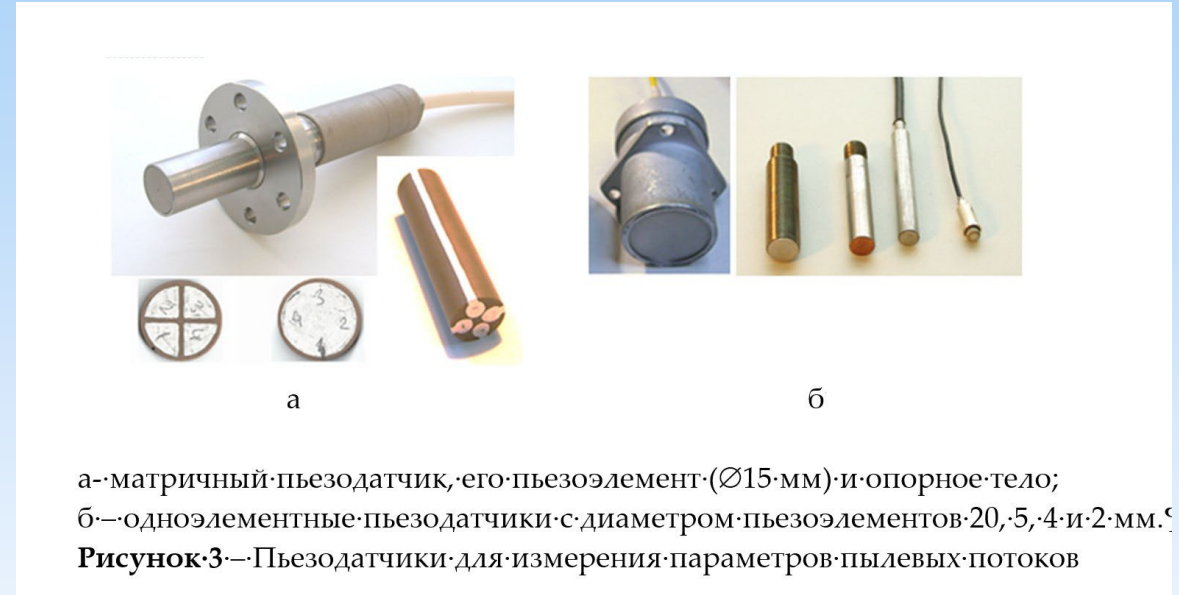 а
б
а-·матричный·пьезодатчик,·его·пьезоэлемент·(∅15·мм)·и·опорное·тело;
б·–·одноэлементные·пьезодатчики·с·диаметром·пьезоэлементов·20,·5,·4·и·2·мм.¶
Рисунок·3·–·Пьезодатчики·для·измерения·параметров·пылевых·потоков